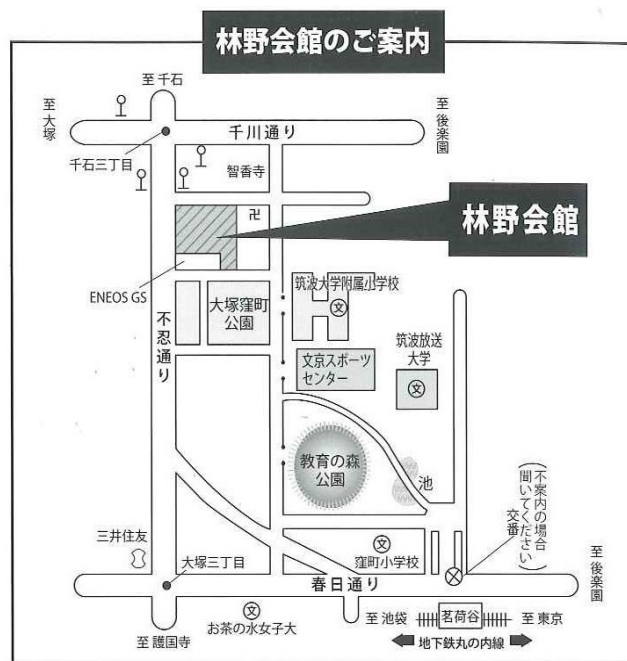 林野会館のご案内
至 千石
至 大塚
千川通り
至 後楽園
千石三丁目
智香寺
卍
林野会館
ENEOS GS
大塚窪町
公園
筑波大学附属小学校
文
不忍通り
文京スポーツ
センター
筑波放送
大学
文
教育の森
公園
池
(不案内の場合
聞いてください)
交番
三井住友
大塚三丁目
文
窪町小学校
春日通り
至 後楽園
文
お茶の水女子大
至 池袋
茗荷谷
至 東京
至 護国寺
地下鉄丸の内線